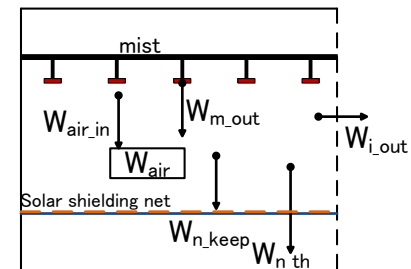 mist
W_m_out
W_air_in
W_i_out
W_air
Solar shielding net
W_n_keep
W_n_th